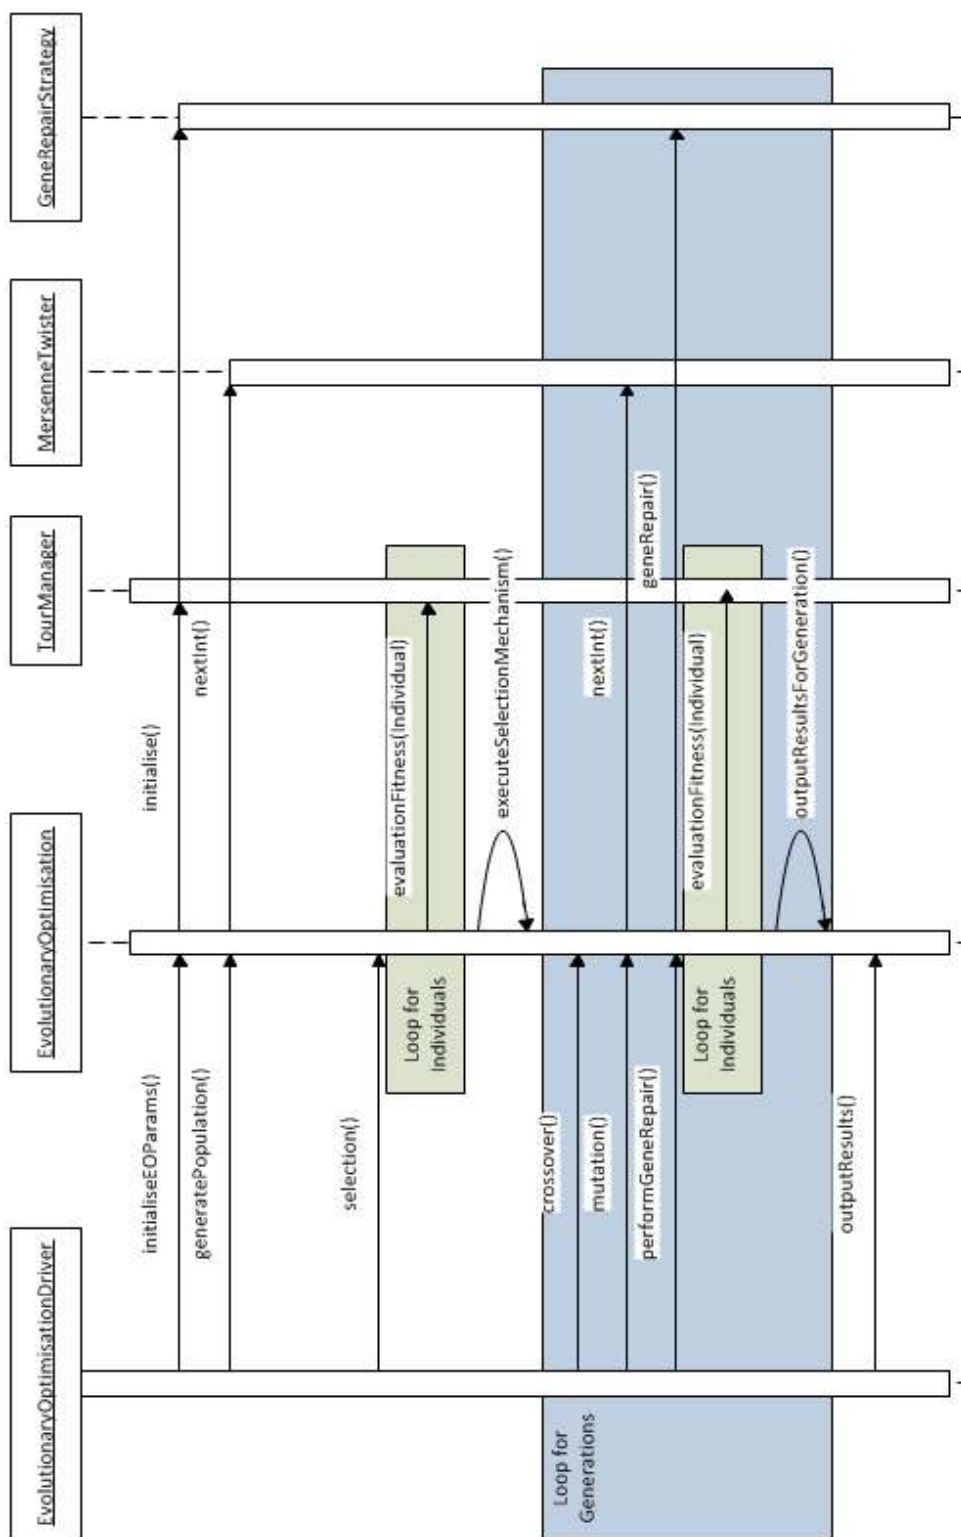 EvolutionaryOptimisationDriver
EvolutionaryOptimisation
TourManager
MersenneTwister
GeneRepairStrategy
initialiseEOParams()
initialise()
generatePopulation()
nextInt()
selection()
Loop for
Individuals
evaluationFitness(Individual)
executeSelectionMechanism()
Loop for
Generations
crossover()
mutation()
nextInt()
performGeneRepair()
geneRepair()
Loop for
Individuals
evaluationFitness(Individual)
outputResultsForGeneration()
outputResults()